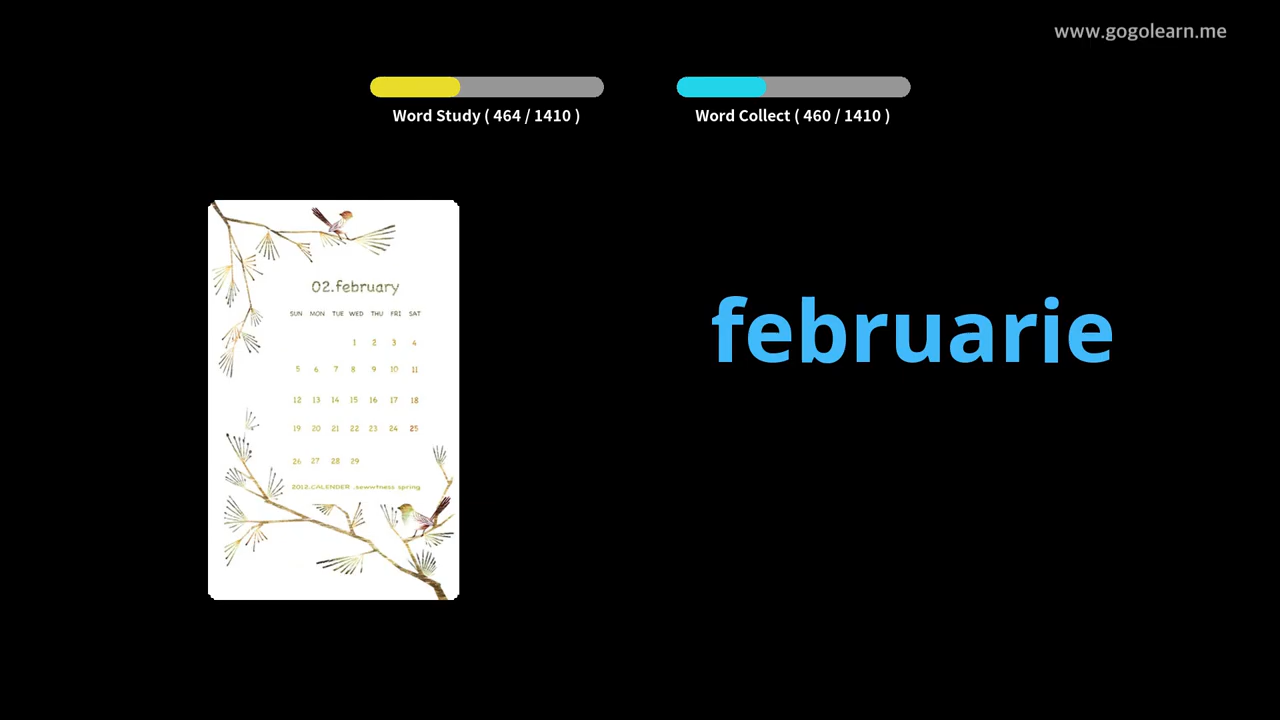 www.gogolearn.me
Word Study ( 464 / 1410 )
Word Collect ( 460 / 1410 )
02.february
SUN MON TUE WED THU FRI SAT
1 2 3 4
5 6 7 8 9 10 11
12 13 14 15 16 17 18
19 20 21 22 23 24 25
26 27 28 29
2012.CALENDER .sewwtness spring
februarie